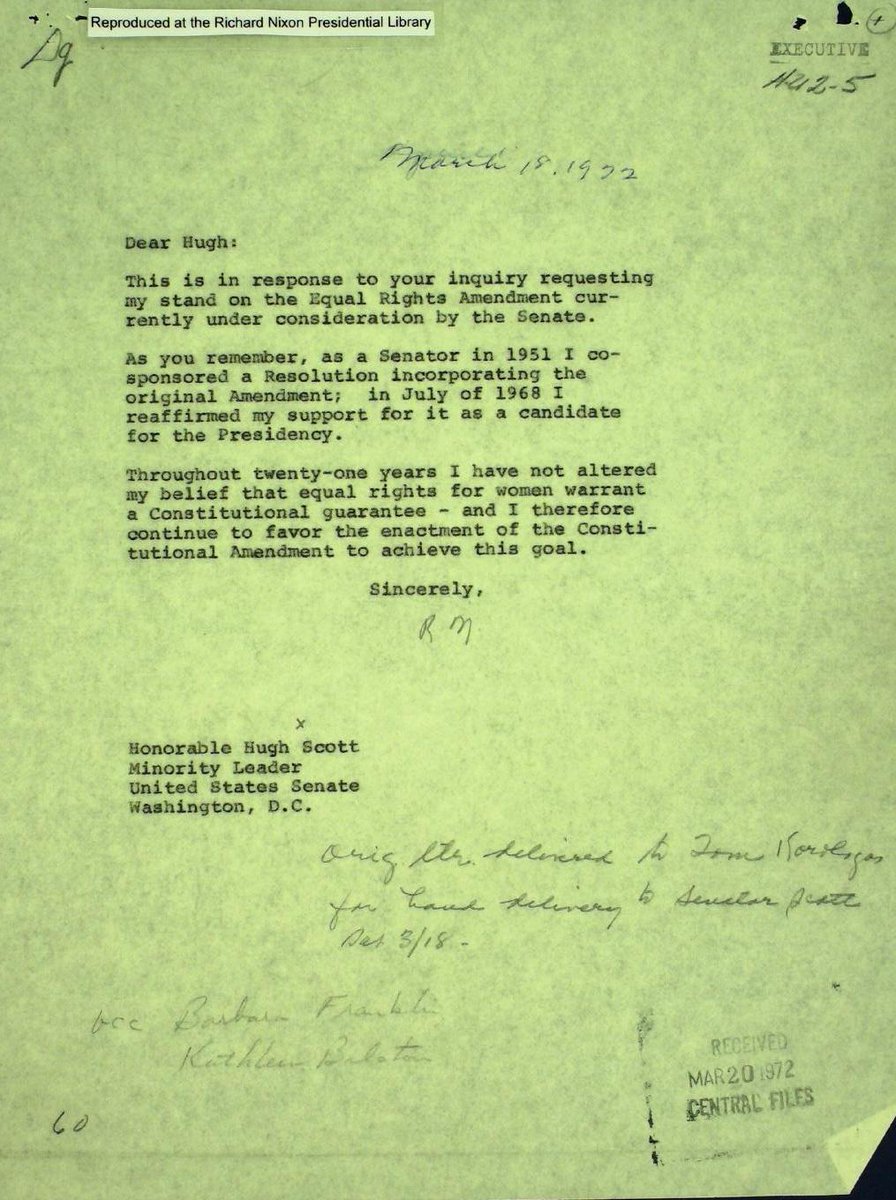 Reproduced at the Richard Nixon Presidential Library
EXECUTIVE
HU2-5
March 18, 1972
Dear Hugh:
This is in response to your inquiry requesting
my stand on the Equal Rights Amendment cur-
rently under consideration by the Senate.
As you remember, as a Senator in 1951 I co-
sponsored a Resolution incorporating the
original Amendment; in July of 1968 I
reaffirmed my support for it as a candidate
for the Presidency.
Throughout twenty-one years I have not altered
my belief that equal rights for women warrant
a Constitutional guarantee - and I therefore
continue to favor the enactment of the Consti-
tutional Amendment to achieve this goal.
Sincerely,
RN
x
Honorable Hugh Scott
Minority Leader
United States Senate
Washington, D.C.
Orig ltr. delivered to Tom Korologos
for hand delivery to Senator Scott
Sat 3/18 -
bcc Barbara Franklin
Kathleen Balsdon
RECEIVED
MAR 20 1972
CENTRAL FILES
60